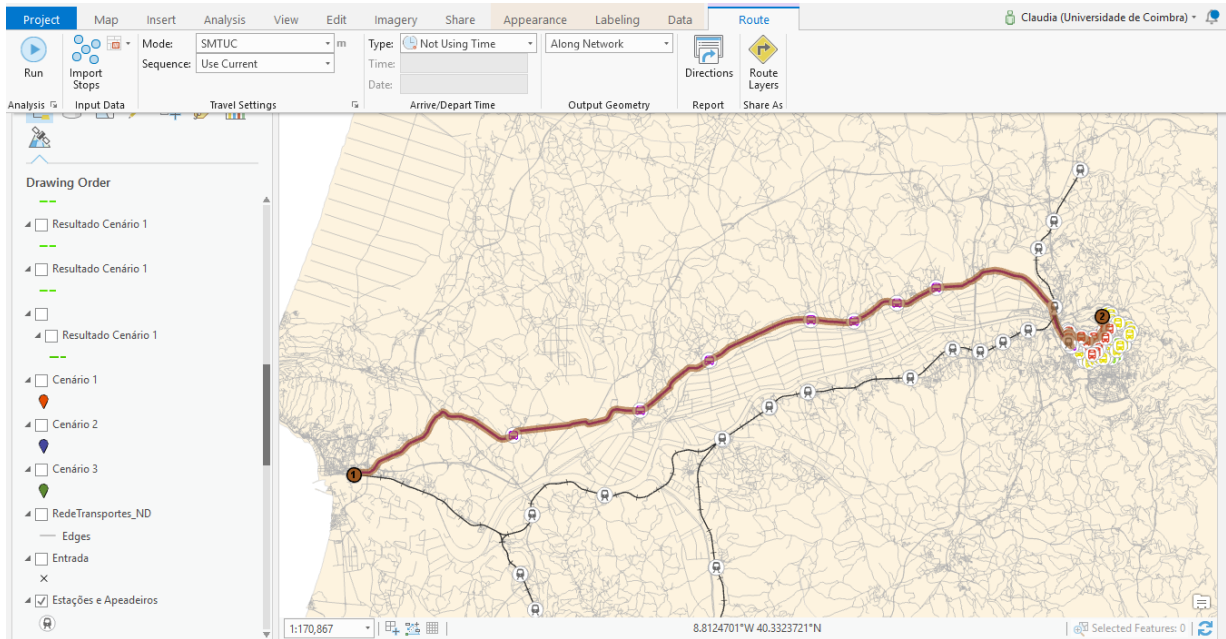 Project Map Insert Analysis View Edit Imagery Share Appearance Labeling Data Route Claudia (Universidade de Coimbra)
Run
Import Stops
Mode: SMTUC m
Sequence: Use Current
Type: Not Using Time
Time:
Date:
Along Network
Directions
Route Layers
Analysis Input Data Travel Settings Arrive/Depart Time Output Geometry Report Share As
Drawing Order
Resultado Cenário 1
Resultado Cenário 1
Resultado Cenário 1
Cenário 1
Cenário 2
Cenário 3
RedeTransportes_ND
Edges
Entrada
Estações e Apeadeiros
1
2
1:170,867 8.8124701°W 40.3323721°N Selected Features: 0